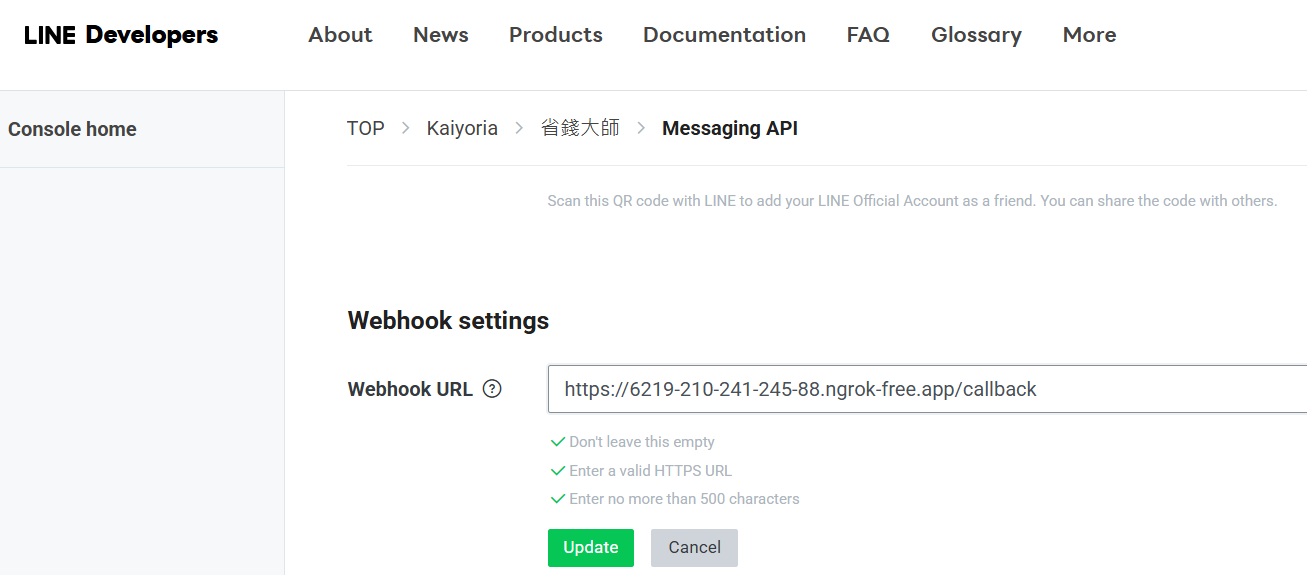 LINE Developers About News Products Documentation FAQ Glossary More
Console home
TOP > Kaiyoria > 省錢大師 > Messaging API
Scan this QR code with LINE to add your LINE Official Account as a friend. You can share the code with others.
Webhook settings
Webhook URL ? https://6219-210-241-245-88.ngrok-free.app/callback
Don't leave this empty
Enter a valid HTTPS URL
Enter no more than 500 characters
Update Cancel